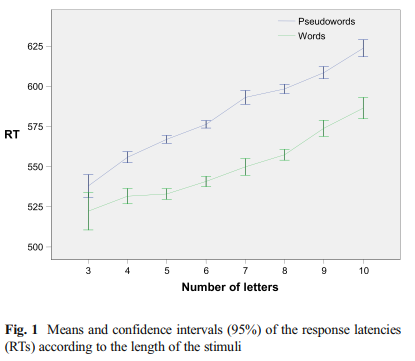 Pseudowords
Words
625
600
575
550
525
500
RT
3 4 5 6 7 8 9 10
Number of letters
Fig. 1 Means and confidence intervals (95%) of the response latencies
(RTs) according to the length of the stimuli